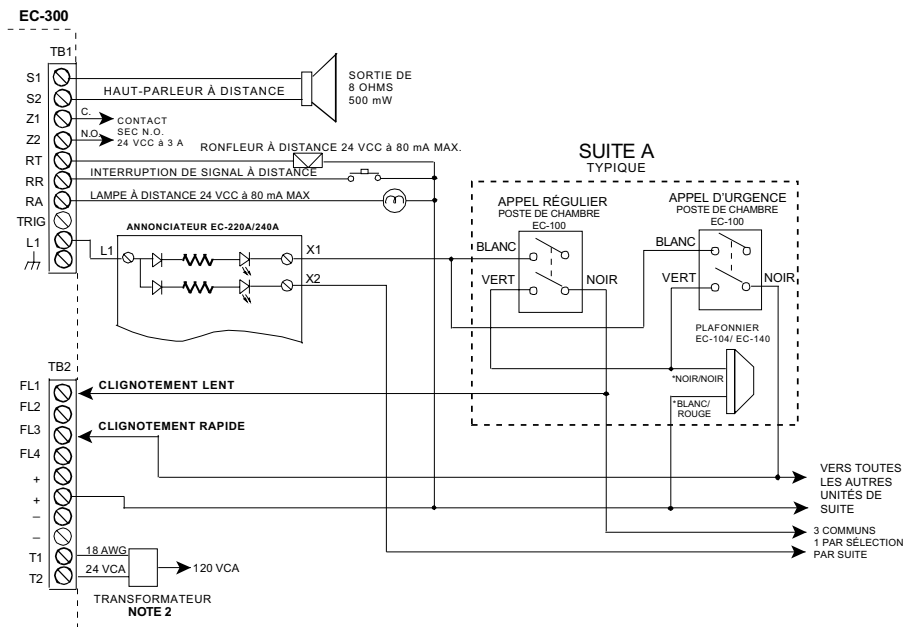 EC-300
TB1
S1
S2
Z1
Z2
RT
RR
RA
TRIG
L1
HAUT-PARLEUR À DISTANCE
SORTIE DE
8 OHMS
500 mW
C.
N.O.
CONTACT
SEC N.O.
24 VCC à 3 A
RONFLEUR À DISTANCE 24 VCC à 80 mA MAX.
INTERRUPTION DE SIGNAL À DISTANCE
LAMPE À DISTANCE 24 VCC à 80 mA MAX
ANNONCIATEUR EC-220A/240A
L1
X1
X2
SUITE A
TYPIQUE
APPEL RÉGULIER
POSTE DE CHAMBRE
EC-100
BLANC
VERT
NOIR
APPEL D'URGENCE
POSTE DE CHAMBRE
EC-100
BLANC
VERT
NOIR
PLAFONNIER
EC-104/ EC-140
*NOIR/NOIR
*BLANC/
ROUGE
TB2
FL1
FL2
FL3
FL4
+
+
–
–
T1
T2
CLIGNOTEMENT LENT
CLIGNOTEMENT RAPIDE
18 AWG
24 VCA
120 VCA
TRANSFORMATEUR
NOTE 2
VERS TOUTES
LES AUTRES
UNITÉS DE
SUITE
3 COMMUNS
1 PAR SÉLECTION
PAR SUITE